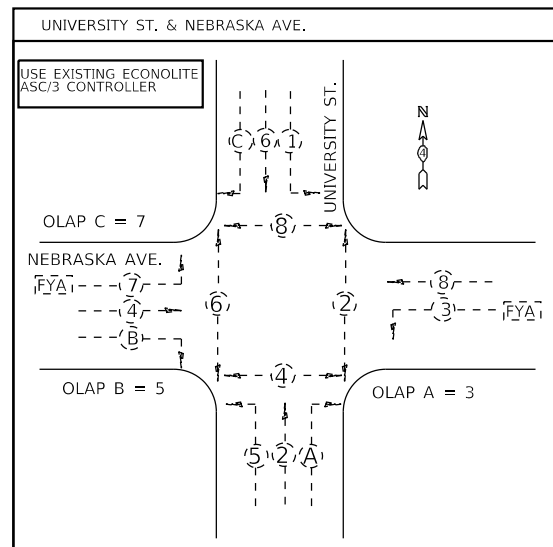 UNIVERSITY ST. & NEBRASKA AVE.
USE EXISTING ECONOLITE
ASC/3 CONTROLLER
C 6 1
UNIVERSITY ST.
N
4
OLAP C = 7
8
NEBRASKA AVE.
FYA 7
8
4
6
2
3 FYA
B
4
OLAP B = 5
OLAP A = 3
5 2 A